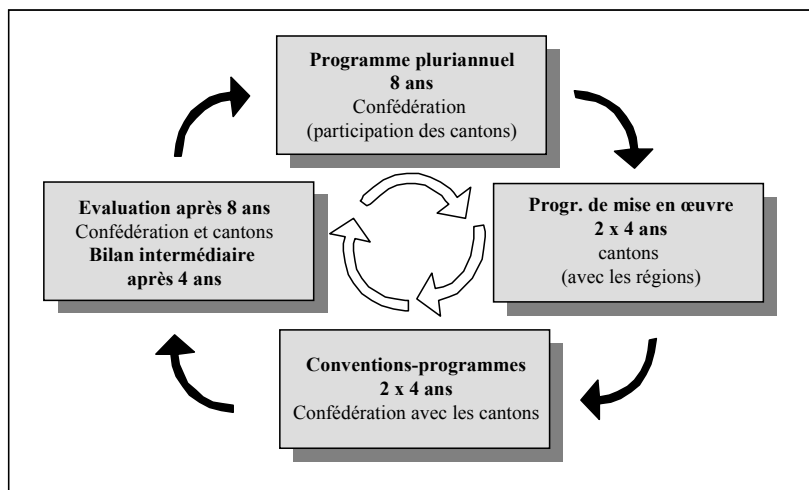 Programme pluriannuel
8 ans
Confédération
(participation des cantons)
Progr. de mise en œuvre
2 x 4 ans
cantons
(avec les régions)
Conventions-programmes
2 x 4 ans
Confédération avec les cantons
Evaluation après 8 ans
Confédération et cantons
Bilan intermédiaire
après 4 ans